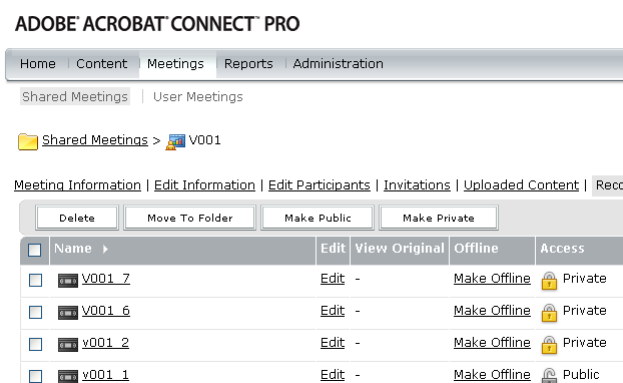 ADOBE® ACROBAT® CONNECT™ PRO
Home Content Meetings Reports Administration
Shared Meetings | User Meetings
Shared Meetings > V001
Meeting Information | Edit Information | Edit Participants | Invitations | Uploaded Content | Reco
Delete Move To Folder Make Public Make Private
Name Edit View Original Offline Access
V001_7 Edit - Make Offline Private
V001_6 Edit - Make Offline Private
v001_2 Edit - Make Offline Private
v001_1 Edit - Make Offline Public